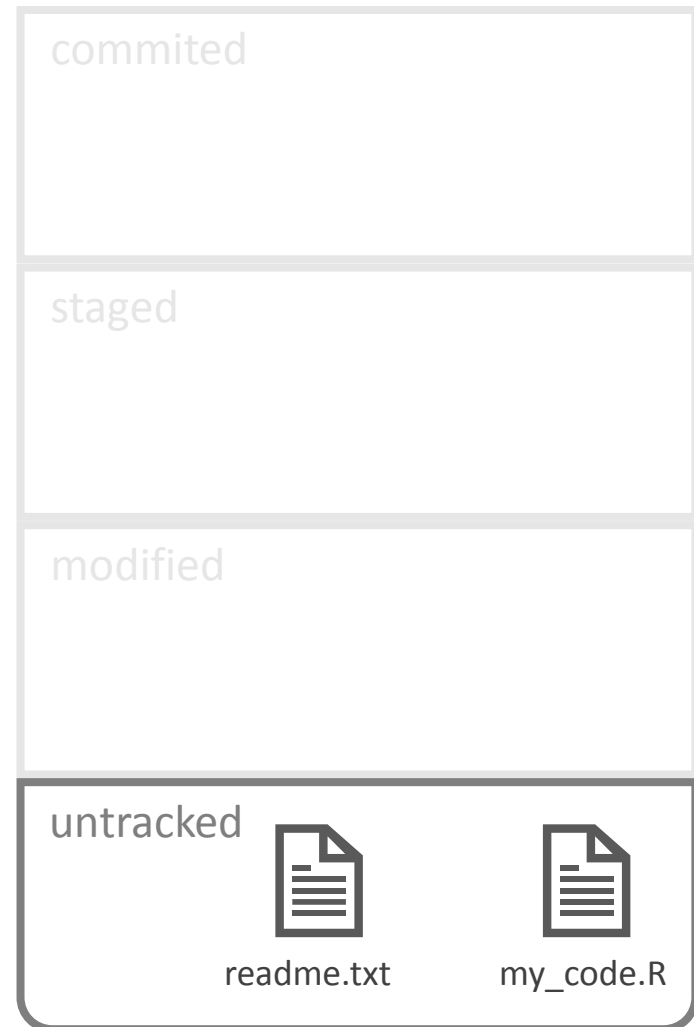 commited
staged
modified
untracked
readme.txt my_code.R